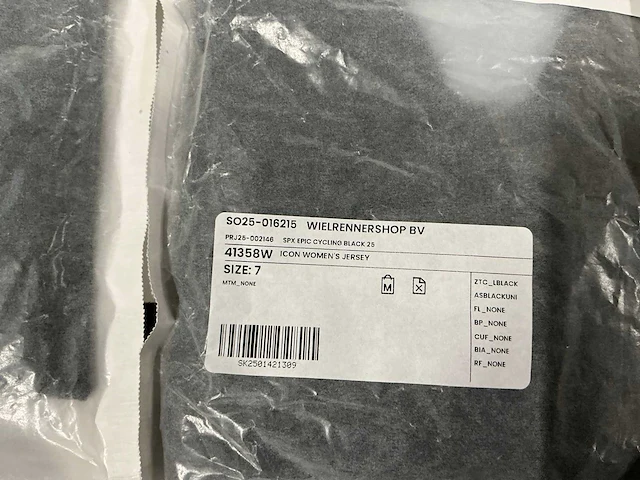 SO25-016215 WIELRENNERSHOP BV
PRJ25-002146 SPX EPIC CYCLING BLACK 25
41358W ICON WOMEN'S JERSEY
SIZE: 7
MTM_NONE
M
ZTC_LBLACK
ASBLACKUNI
FL_NONE
BP_NONE
CUF_NONE
BIA_NONE
RF_NONE
SK2501421309